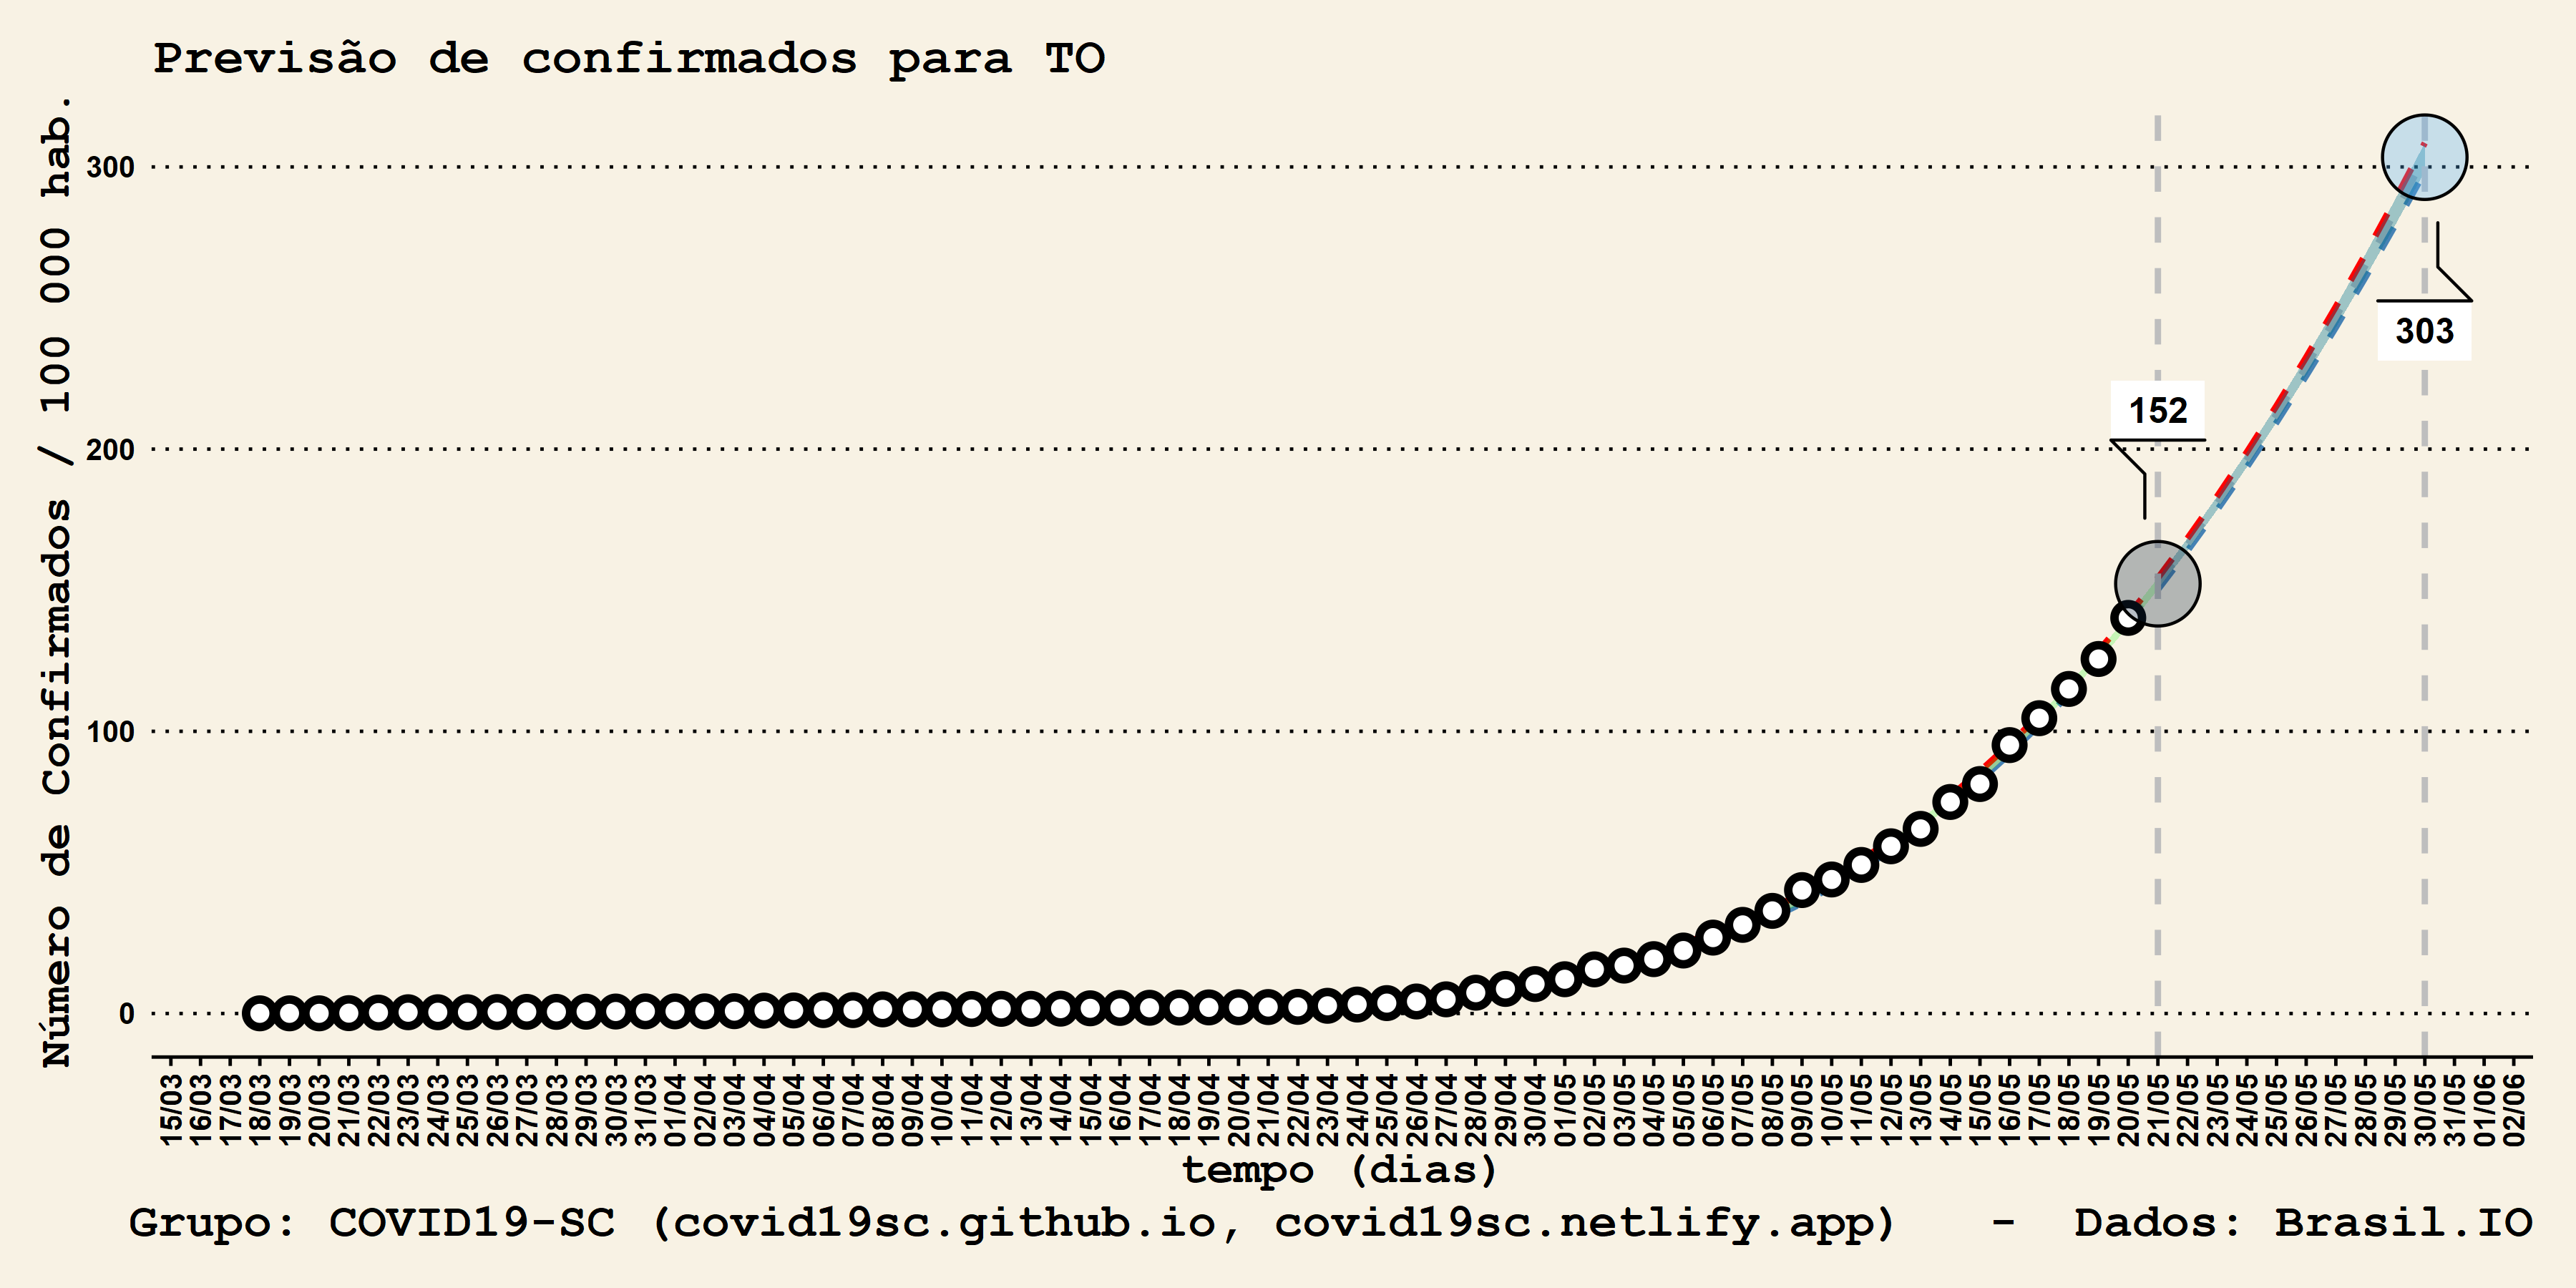 Previsão de confirmados para TO
Número de Confirmados / 100 000 hab.
300
200
100
0
152
303
15/03 16/03 17/03 18/03 19/03 20/03 21/03 22/03 23/03 24/03 25/03 26/03 27/03 28/03 29/03 30/03 31/03 01/04 02/04 03/04 04/04 05/04 06/04 07/04 08/04 09/04 10/04 11/04 12/04 13/04 14/04 15/04 16/04 17/04 18/04 19/04 20/04 21/04 22/04 23/04 24/04 25/04 26/04 27/04 28/04 29/04 30/04 01/05 02/05 03/05 04/05 05/05 06/05 07/05 08/05 09/05 10/05 11/05 12/05 13/05 14/05 15/05 16/05 17/05 18/05 19/05 20/05 21/05 22/05 23/05 24/05 25/05 26/05 27/05 28/05 29/05 30/05 31/05 01/06 02/06
tempo (dias)
Grupo: COVID19-SC (covid19sc.github.io, covid19sc.netlify.app) - Dados: Brasil.IO